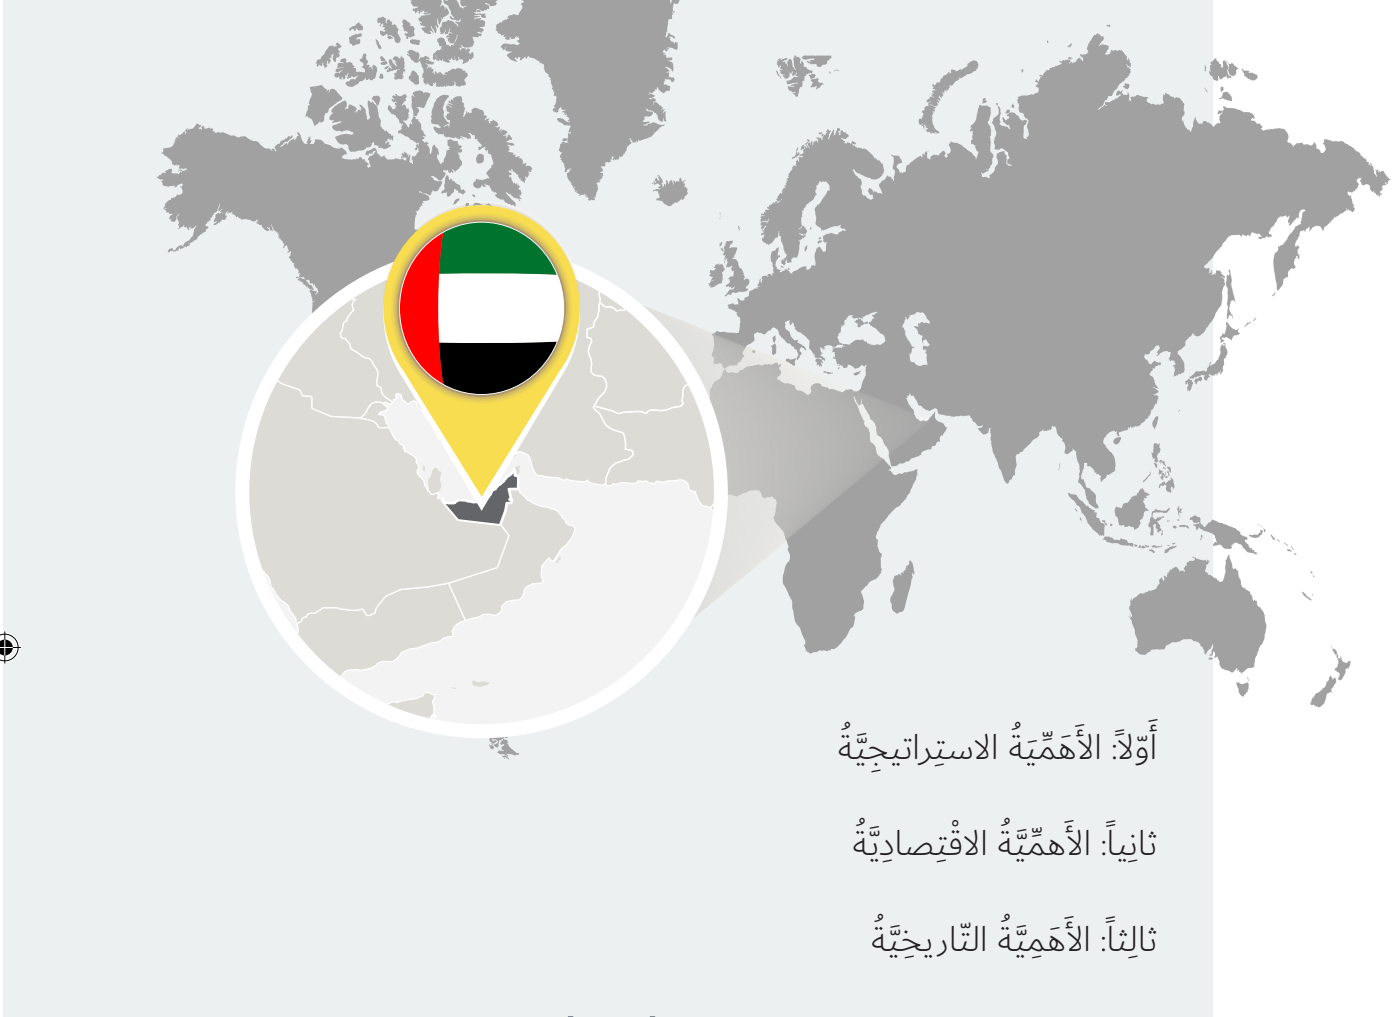 أَوّلاً: الأَهَمِّيَةُ الاستِراتيجِيَّةُ
ثانِياً: الأَهمِّيَّةُ الاقْتِصادِيَّةُ
ثالِثاً: الأَهَمِيَّةُ التّاريخِيَّةُ